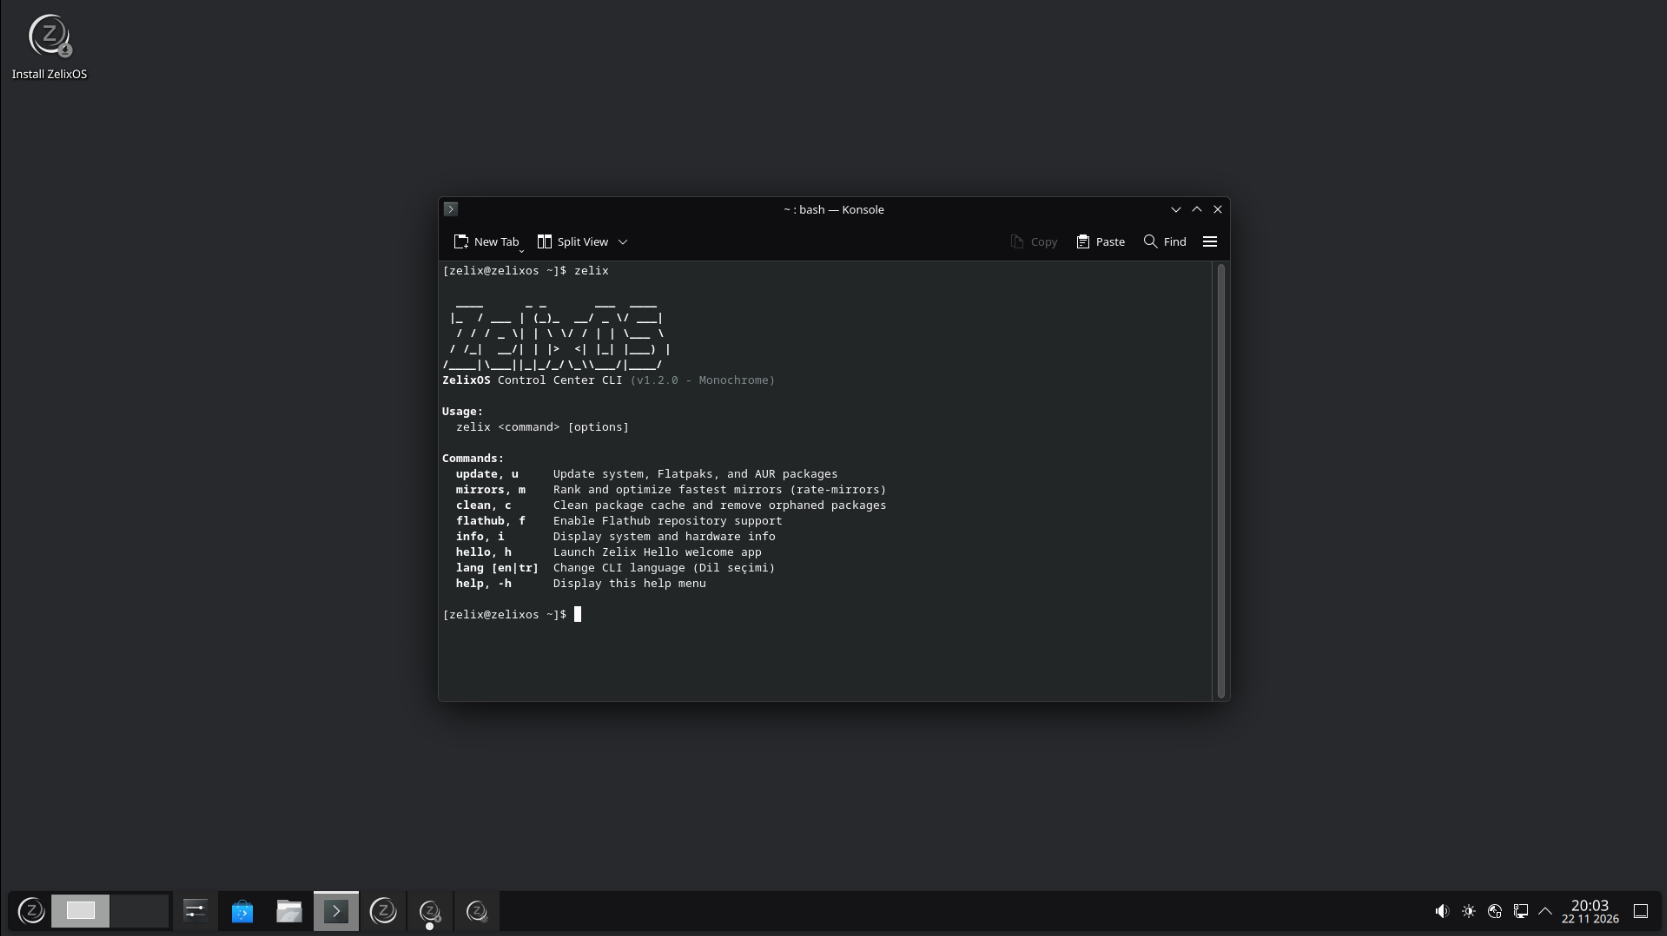 Install ZelixOS
~ : bash — Konsole
New Tab
Split View
Copy
Paste
Find
[zelix@zelixos ~]$ zelix
ZelixOS
ZelixOS Control Center CLI (v1.2.0 - Monochrome)
Usage:
zelix <command> [options]
Commands:
update, u Update system, Flatpaks, and AUR packages
mirrors, m Rank and optimize fastest mirrors (rate-mirrors)
clean, c Clean package cache and remove orphaned packages
flathub, f Enable Flathub repository support
info, i Display system and hardware info
hello, h Launch Zelix Hello welcome app
lang [en|tr] Change CLI language (Dil seçimi)
help, -h Display this help menu
[zelix@zelixos ~]$
20:03
22 11 2026